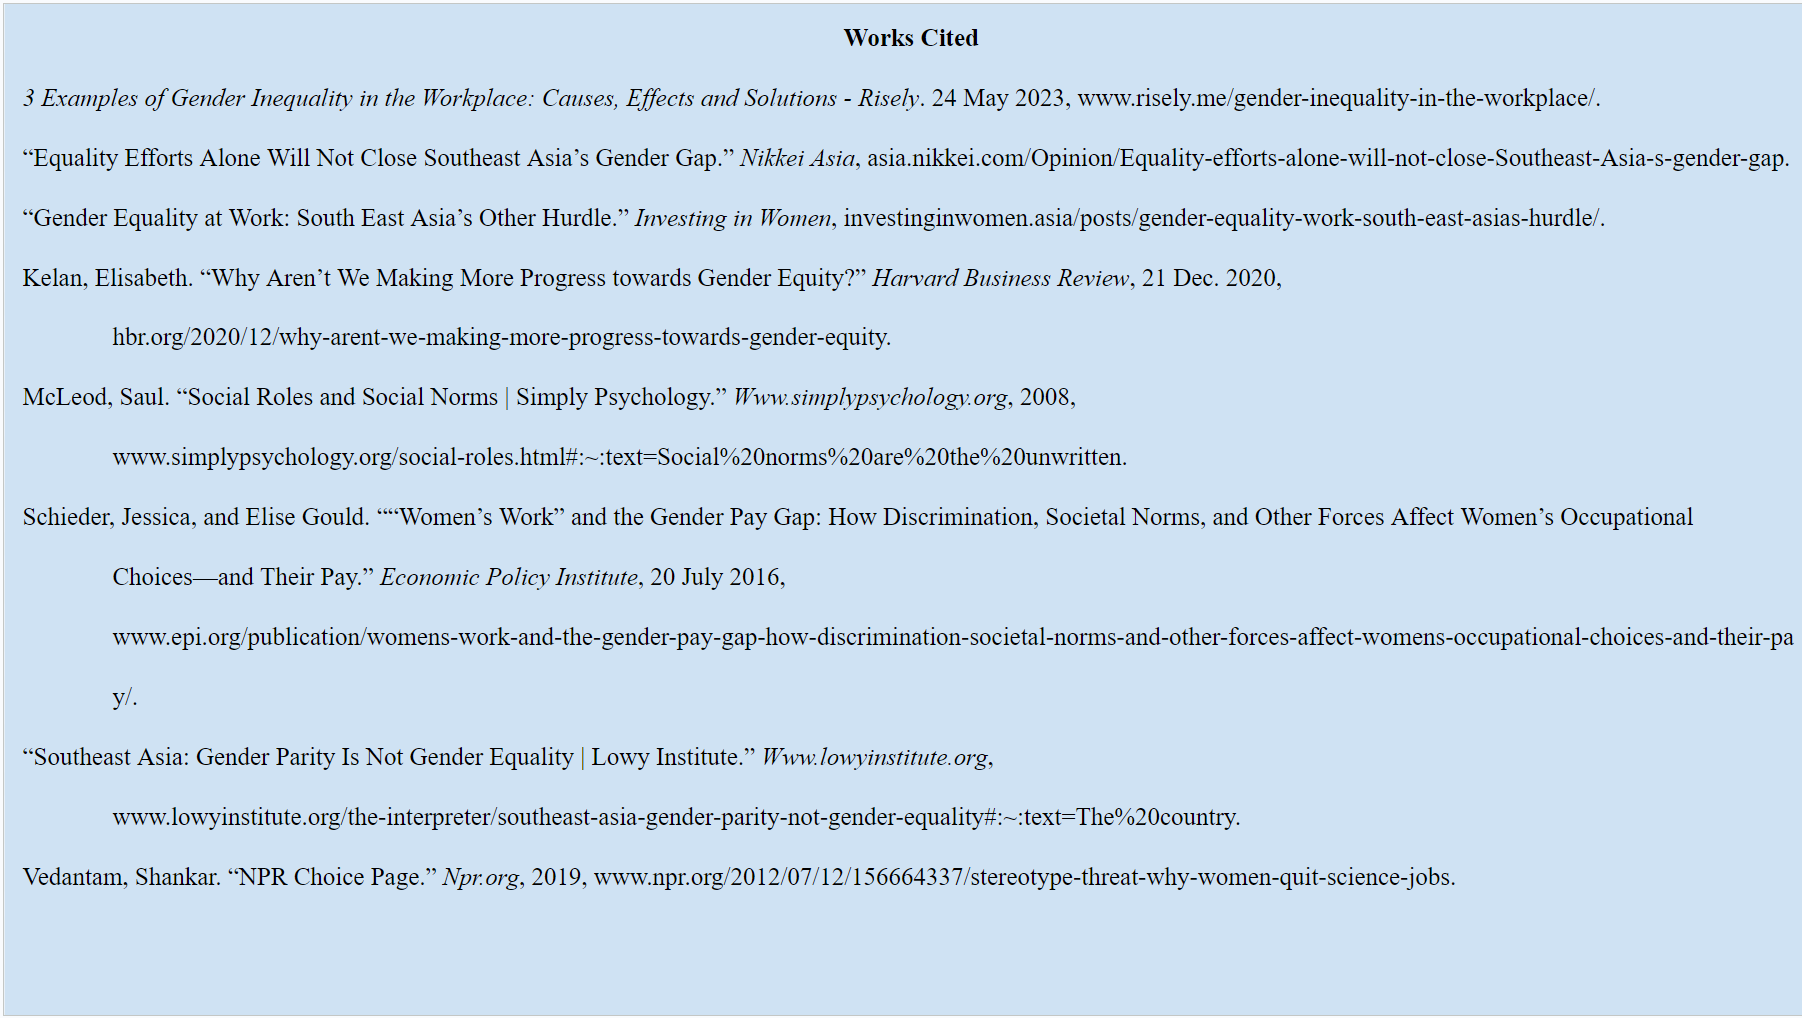 Works Cited
3 Examples of Gender Inequality in the Workplace: Causes, Effects and Solutions - Risely. 24 May 2023, www.risely.me/gender-inequality-in-the-workplace/.
“Equality Efforts Alone Will Not Close Southeast Asia’s Gender Gap.” Nikkei Asia, asia.nikkei.com/Opinion/Equality-efforts-alone-will-not-close-Southeast-Asia-s-gender-gap.
“Gender Equality at Work: South East Asia’s Other Hurdle.” Investing in Women, investinginwomen.asia/posts/gender-equality-work-south-east-asias-hurdle/.
Kelan, Elisabeth. “Why Aren’t We Making More Progress towards Gender Equity?” Harvard Business Review, 21 Dec. 2020,
hbr.org/2020/12/why-arent-we-making-more-progress-towards-gender-equity.
McLeod, Saul. “Social Roles and Social Norms | Simply Psychology.” Www.simplypsychology.org, 2008,
www.simplypsychology.org/social-roles.html#:~:text=Social%20norms%20are%20the%20unwritten.
Schieder, Jessica, and Elise Gould. ““Women’s Work” and the Gender Pay Gap: How Discrimination, Societal Norms, and Other Forces Affect Women’s Occupational
Choices—and Their Pay.” Economic Policy Institute, 20 July 2016,
www.epi.org/publication/womens-work-and-the-gender-pay-gap-how-discrimination-societal-norms-and-other-forces-affect-womens-occupational-choices-and-their-pa
y/.
“Southeast Asia: Gender Parity Is Not Gender Equality | Lowy Institute.” Www.lowyinstitute.org,
www.lowyinstitute.org/the-interpreter/southeast-asia-gender-parity-not-gender-equality#:~:text=The%20country.
Vedantam, Shankar. “NPR Choice Page.” Npr.org, 2019, www.npr.org/2012/07/12/156664337/stereotype-threat-why-women-quit-science-jobs.